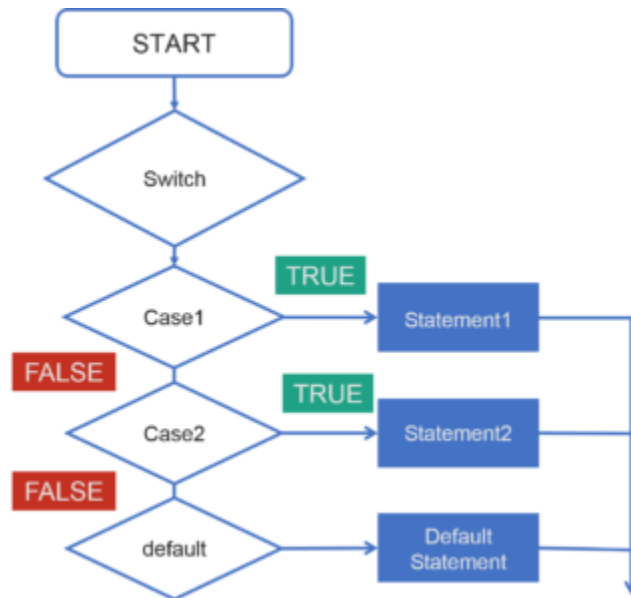 START
Switch
TRUE
Case1
Statement1
FALSE
TRUE
Case2
Statement2
FALSE
default
Default
Statement